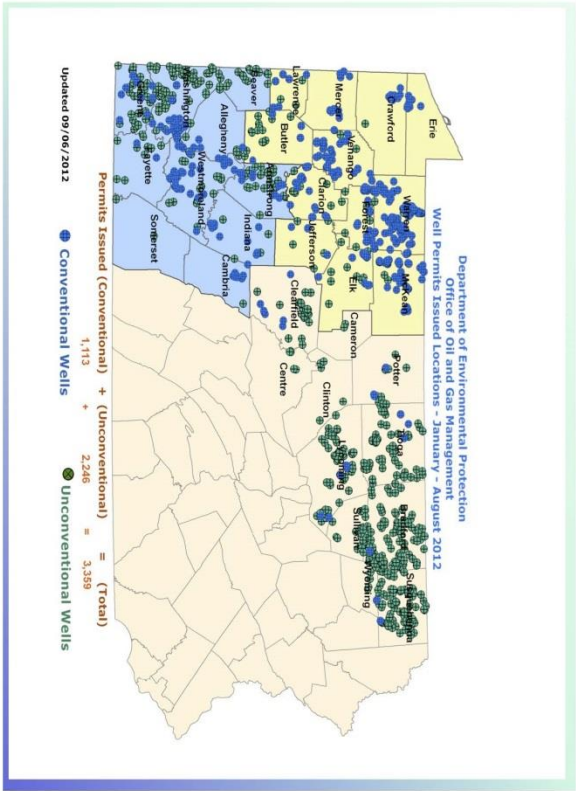 Department of Environmental Protection
Office of Oil and Gas Management
Well Permits Issued Locations - January - August 2012
Erie
Crawford
Warren
McKean
Potter
Tioga
Bradford
Susquehanna
Mercer
Venango
Forest
Elk
Cameron
Clinton
Lycoming
Sullivan
Wyoming
Lawrence
Butler
Clarion
Jefferson
Clearfield
Centre
Beaver
Armstrong
Indiana
Cambria
Allegheny
Westmoreland
Washington
Greene
Fayette
Somerset
Permits Issued (Conventional) + (Unconventional) = (Total)
1,113 + 2,246 = 3,359
Updated 09/06/2012
Conventional Wells
Unconventional Wells